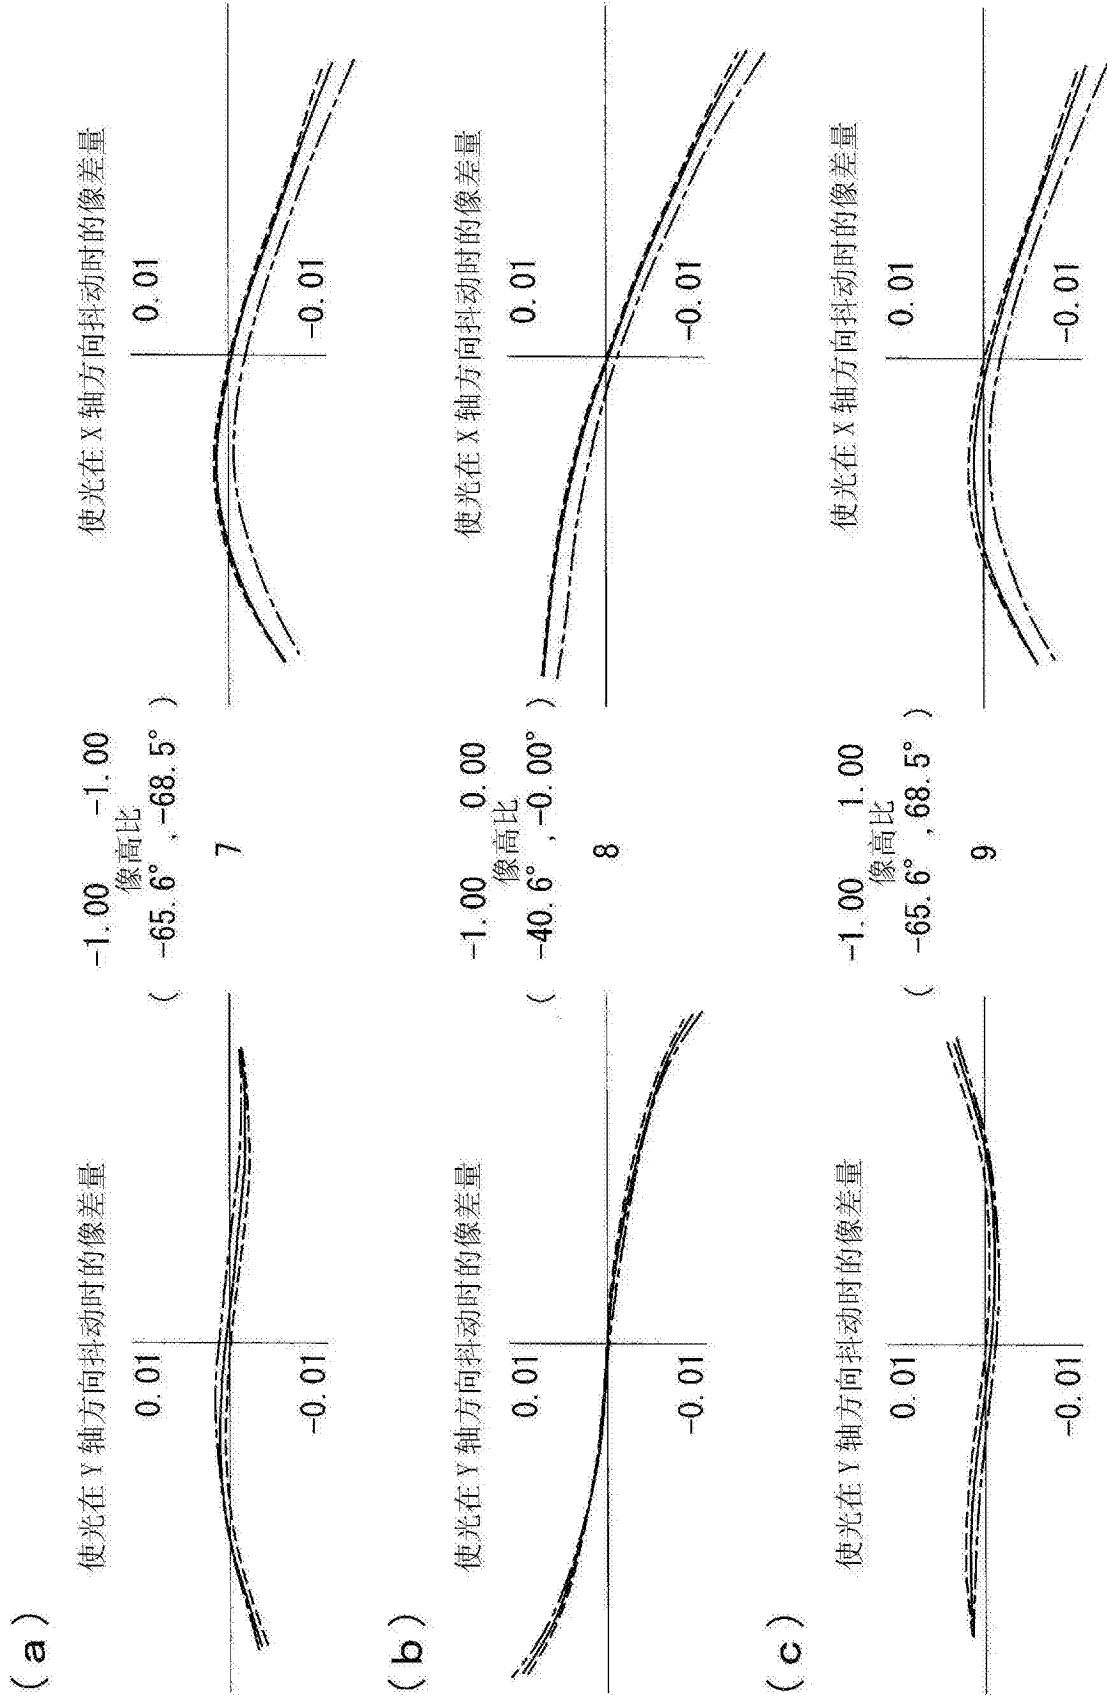 (a)
使光在 Y 轴方向抖动时的像差量
0.01
-0.01
-1.00 -1.00
像高比
( -65.6° , -68.5° )
7
使光在 X 轴方向抖动时的像差量
0.01
-0.01
(b)
使光在 Y 轴方向抖动时的像差量
0.01
-0.01
-1.00 0.00
像高比
( -40.6° , -0.00° )
8
使光在 X 轴方向抖动时的像差量
0.01
-0.01
(c)
使光在 Y 轴方向抖动时的像差量
0.01
-0.01
-1.00 1.00
像高比
( -65.6° , 68.5° )
9
使光在 X 轴方向抖动时的像差量
0.01
-0.01